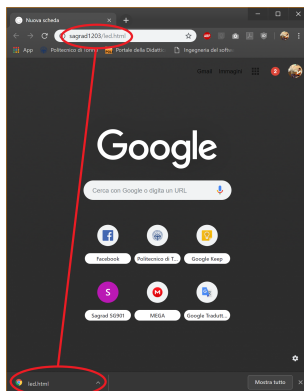 Nuova scheda
sagrad1203/led.html
App
Politecnico di Torino
Portale della Didatti
Ingegneria del softw
Gmail Immagini
2
Google
Cerca con Google o digita un URL
Facebook
Politecnico di T...
Google Keep
S
M
Sagrad SG901
MEGA
Google Tradutt...
led.html
Mostra tutto